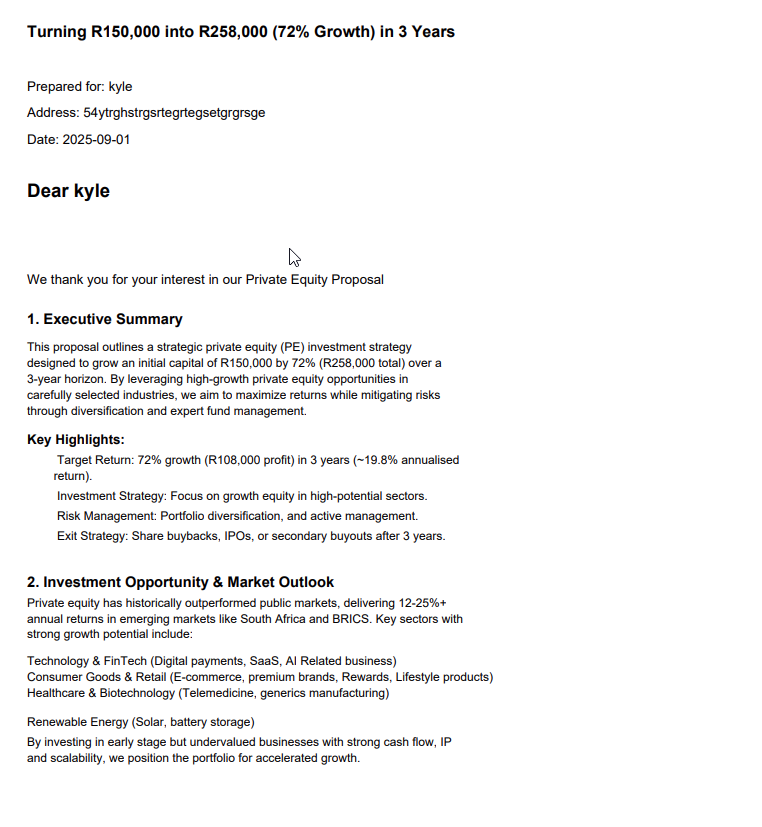 Turning R150,000 into R258,000 (72% Growth) in 3 Years
Prepared for: kyle
Address: 54ytrghstrgsrtegrtegsetgrgrsge
Date: 2025-09-01
Dear kyle
We thank you for your interest in our Private Equity Proposal
1. Executive Summary
This proposal outlines a strategic private equity (PE) investment strategy
designed to grow an initial capital of R150,000 by 72% (R258,000 total) over a
3-year horizon. By leveraging high-growth private equity opportunities in
carefully selected industries, we aim to maximize returns while mitigating risks
through diversification and expert fund management.
Key Highlights:
Target Return: 72% growth (R108,000 profit) in 3 years (~19.8% annualised
return).
Investment Strategy: Focus on growth equity in high-potential sectors.
Risk Management: Portfolio diversification, and active management.
Exit Strategy: Share buybacks, IPOs, or secondary buyouts after 3 years.
2. Investment Opportunity & Market Outlook
Private equity has historically outperformed public markets, delivering 12-25%+
annual returns in emerging markets like South Africa and BRICS. Key sectors with
strong growth potential include:
Technology & FinTech (Digital payments, SaaS, AI Related business)
Consumer Goods & Retail (E-commerce, premium brands, Rewards, Lifestyle products)
Healthcare & Biotechnology (Telemedicine, generics manufacturing)
Renewable Energy (Solar, battery storage)
By investing in early stage but undervalued businesses with strong cash flow, IP
and scalability, we position the portfolio for accelerated growth.